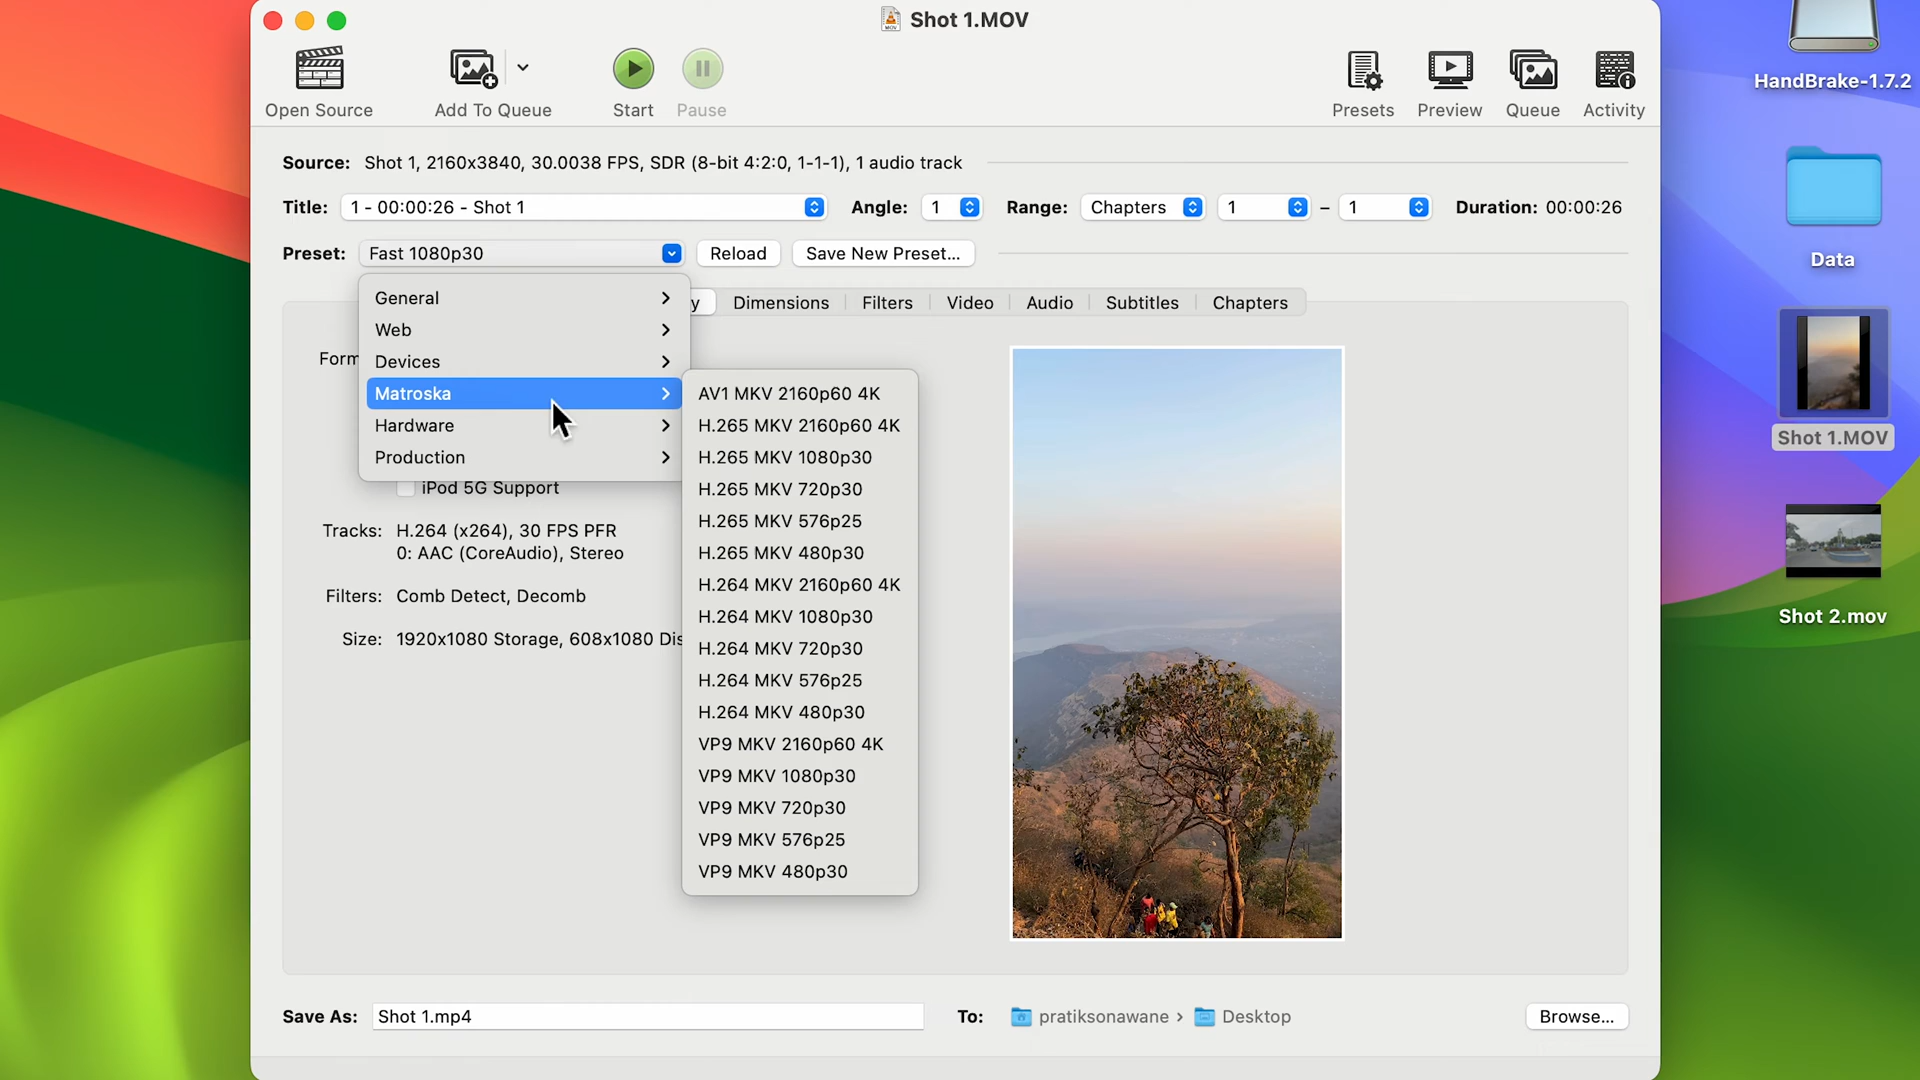 Shot 1.MOV
Open Source
Add To Queue
Start
Pause
Presets
Preview
Queue
Activity
Source: Shot 1, 2160x3840, 30.0038 FPS, SDR (8-bit 4:2:0, 1-1-1), 1 audio track
Title: 1 - 00:00:26 - Shot 1 Angle: 1 Range: Chapters 1 – 1 Duration: 00:00:26
Preset: Fast 1080p30 Reload Save New Preset...
y Dimensions Filters Video Audio Subtitles Chapters
General
Web
Devices
Matroska
Hardware
Production
Form
AV1 MKV 2160p60 4K
H.265 MKV 2160p60 4K
H.265 MKV 1080p30
H.265 MKV 720p30
H.265 MKV 576p25
H.265 MKV 480p30
H.264 MKV 2160p60 4K
H.264 MKV 1080p30
H.264 MKV 720p30
H.264 MKV 576p25
H.264 MKV 480p30
VP9 MKV 2160p60 4K
VP9 MKV 1080p30
VP9 MKV 720p30
VP9 MKV 576p25
VP9 MKV 480p30
iPod 5G Support
Tracks: H.264 (x264), 30 FPS PFR
0: AAC (CoreAudio), Stereo
Filters: Comb Detect, Decomb
Size: 1920x1080 Storage, 608x1080 Dis
Save As: Shot 1.mp4 To: pratiksonawane › Desktop Browse...
HandBrake-1.7.2
Data
Shot 1.MOV
Shot 2.mov